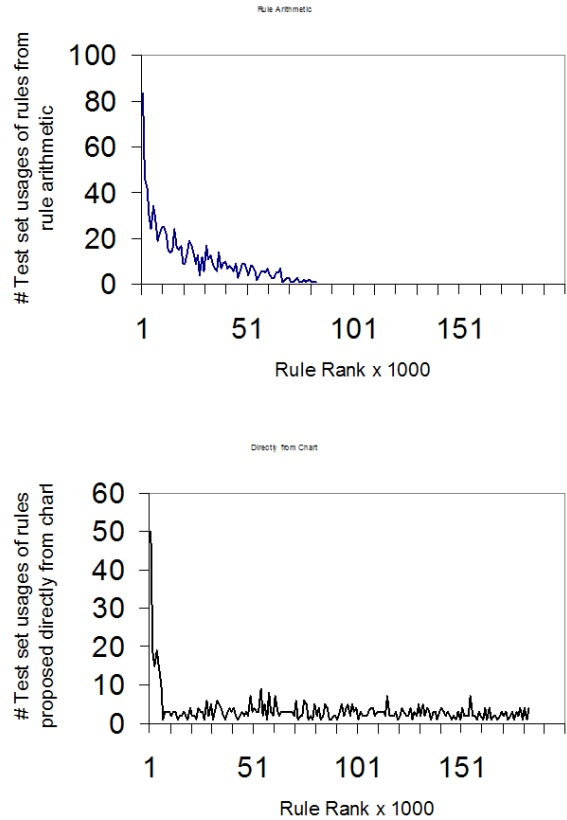 Rule Arithmetic
# Test set usages of rules from
rule arithmetic
100
80
60
40
20
0
1 51 101 151
Rule Rank x 1000
Directly from Chart
# Test set usages of rules
proposed directly from charl
60
50
40
30
20
10
0
1 51 101 151
Rule Rank x 1000